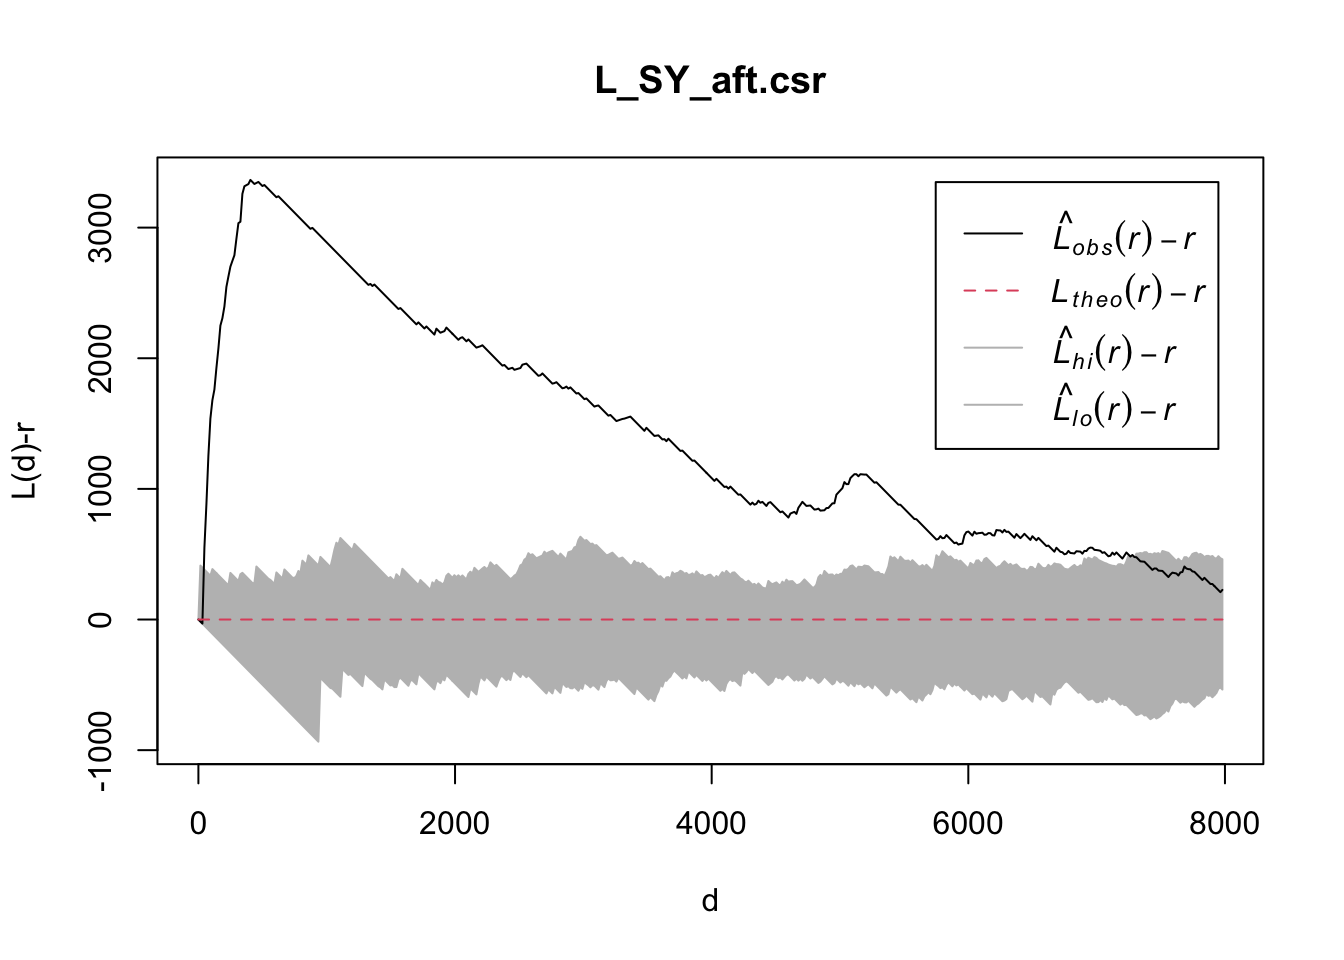 L_SY_aft.csr
L̂obs(r) − r
Ltheo(r) − r
L̂hi(r) − r
L̂lo(r) − r
L(d)-r
3000
2000
1000
0
-1000
0 2000 4000 6000 8000
d